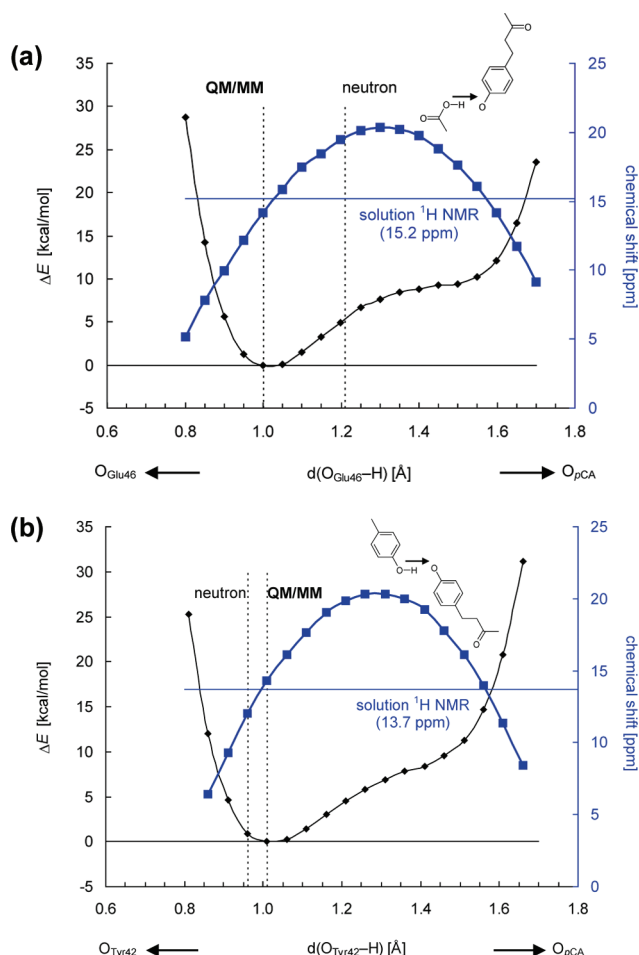 (a)
QM/MM
neutron
O
O
O
O
H
35
30
25
20
15
10
5
0
-5
ΔE [kcal/mol]
25
20
15
10
5
0
chemical shift [ppm]
solution ¹H NMR
(15.2 ppm)
0.6 0.8 1.0 1.2 1.4 1.6 1.8
O_Glu46 d(O_Glu46–H) [Å] O_pCA
(b)
neutron
QM/MM
O
O–H
O
35
30
25
20
15
10
5
0
-5
ΔE [kcal/mol]
25
20
15
10
5
0
chemical shift [ppm]
solution ¹H NMR
(13.7 ppm)
0.6 0.8 1.0 1.2 1.4 1.6 1.8
O_Tyr42 d(O_Tyr42–H) [Å] O_pCA